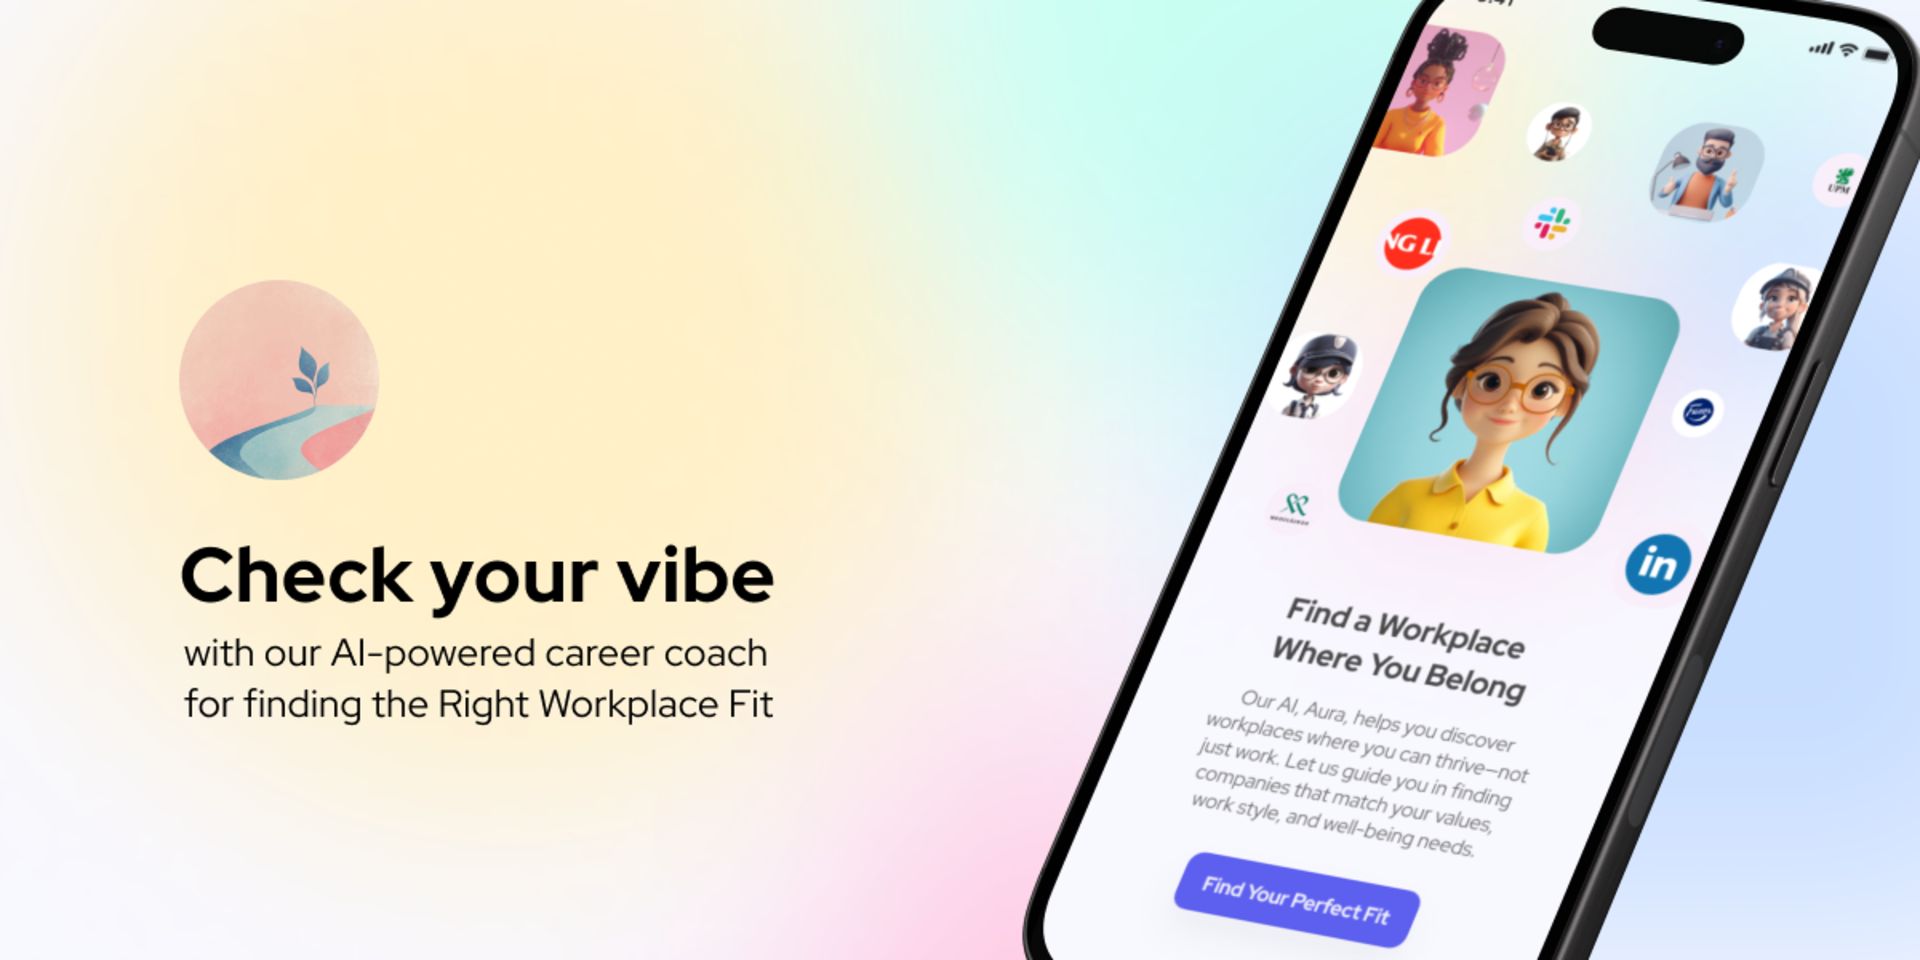 Check your vibe
with our AI-powered career coach
for finding the Right Workplace Fit
9:41
UPM
NG L
in
Find a Workplace
Where You Belong
Our AI, Aura, helps you discover
workplaces where you can thrive—not
just work. Let us guide you in finding
companies that match your values,
work style, and well-being needs.
Find Your Perfect Fit